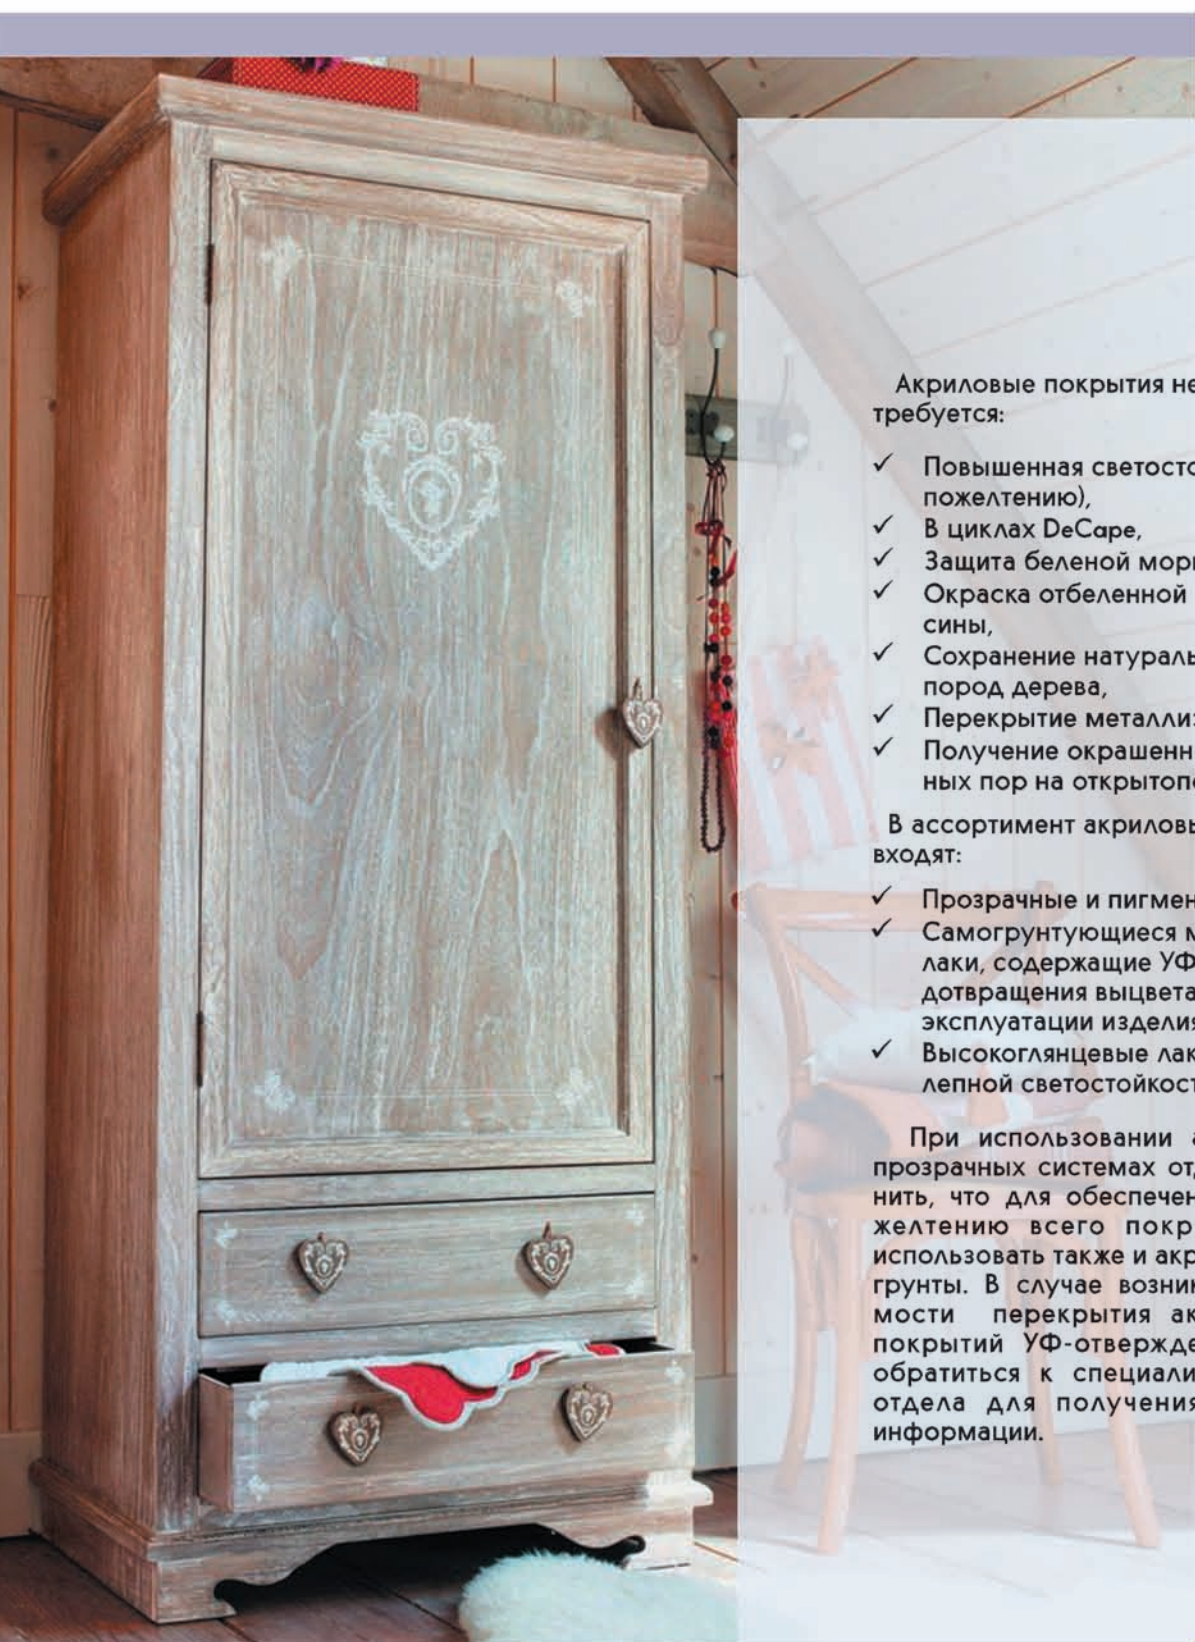 Акриловые покрытия не
требуется:
✓ Повышенная светосто
пожелтению),
✓ В циклах DeCape,
✓ Защита беленой мор
✓ Окраска отбеленной
сины,
✓ Сохранение натураль
пород дерева,
✓ Перекрытие металлиз
✓ Получение окрашенн
ных пор на открытопо
В ассортимент акриловы
входят:
✓ Прозрачные и пигмен
✓ Самогрунтующиеся м
лаки, содержащие УФ
дотвращения выцвета
эксплуатации изделия
✓ Высокоглянцевые лак
лепной светостойкост
При использовании а
прозрачных системах от
нить, что для обеспечен
желтению всего покр
использовать также и акр
грунты. В случае возник
мости перекрытия ак
покрытий УФ-отвержде
обратиться к специали
отдела для получения
информации.